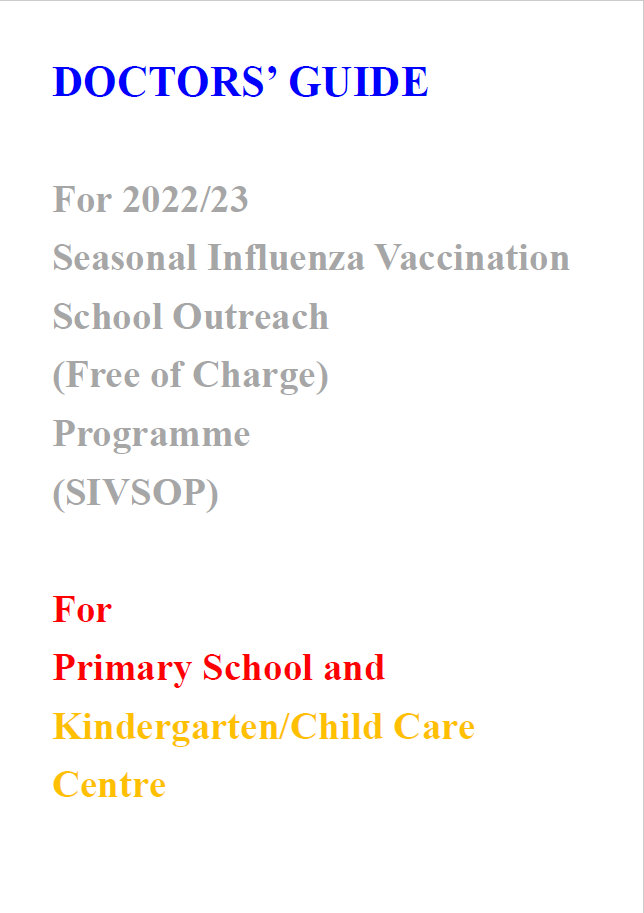 DOCTORS’ GUIDE
For 2022/23
Seasonal Influenza Vaccination
School Outreach
(Free of Charge)
Programme
(SIVSOP)
For
Primary School and
Kindergarten/Child Care
Centre